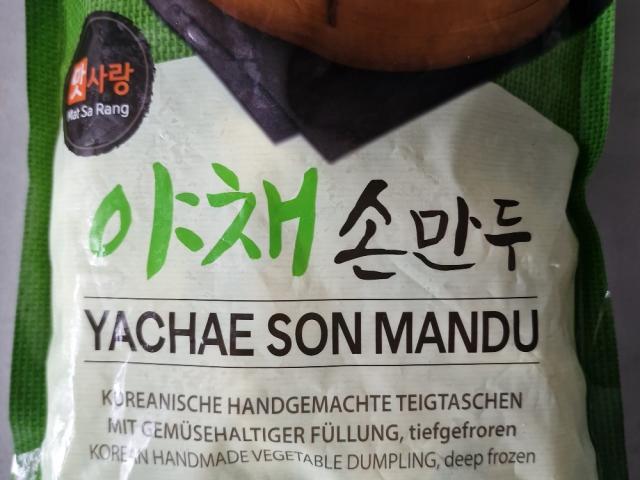 맛사랑
Mat Sa Rang
야채 손만두
YACHAE SON MANDU
KOREANISCHE HANDGEMACHTE TEIGTASCHEN
MIT GEMÜSEHALTIGER FÜLLUNG, tiefgefroren
KOREAN HANDMADE VEGETABLE DUMPLING, deep frozen